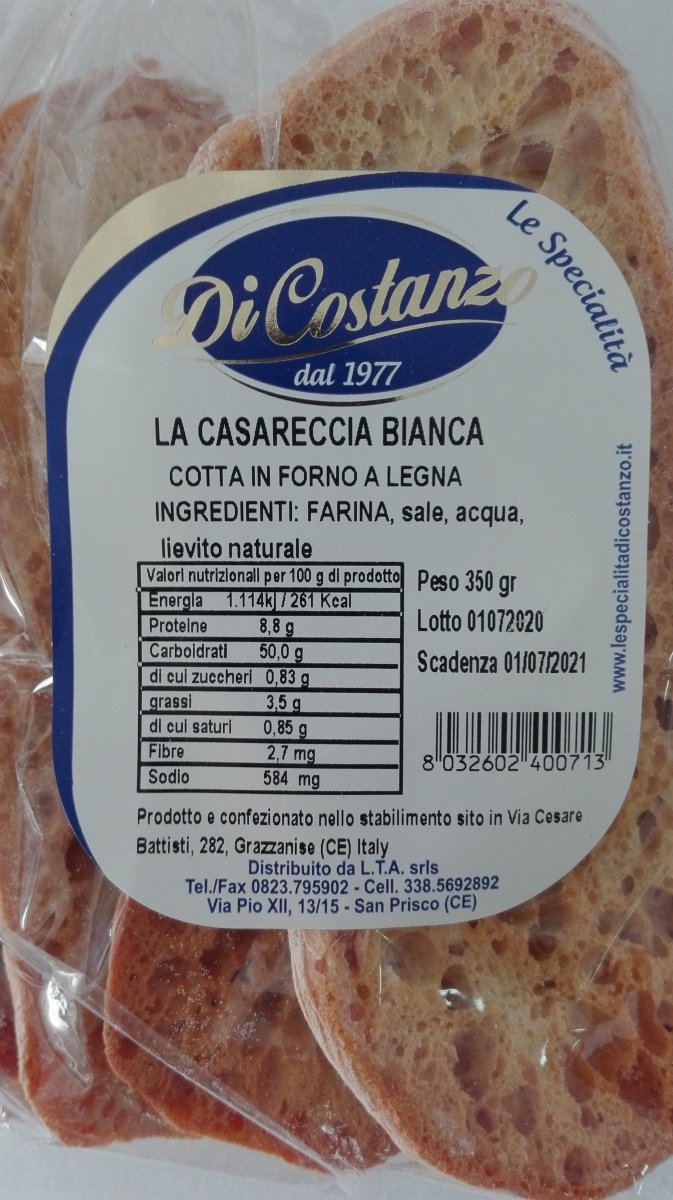 Di Costanzo
dal 1977
Le Specialità
LA CASARECCIA BIANCA
COTTA IN FORNO A LEGNA
INGREDIENTI: FARINA, sale, acqua,
lievito naturale
Valori nutrizionali per 100 g di prodotto
Energia 1.114kj / 261 Kcal
Proteine 8,8 g
Carboidrati 50,0 g
di cui zuccheri 0,83 g
grassi 3,5 g
di cui saturi 0,85 g
Fibre 2,7 mg
Sodio 584 mg
Peso 350 gr
Lotto 01072020
Scadenza 01/07/2021
www.lespecialitadicostanzo.it
8 032602 400713
Prodotto e confezionato nello stabilimento sito in Via Cesare
Battisti, 282, Grazzanise (CE) Italy
Distribuito da L.T.A. srls
Tel./Fax 0823.795902 - Cell. 338.5692892
Via Pio XII, 13/15 - San Prisco (CE)